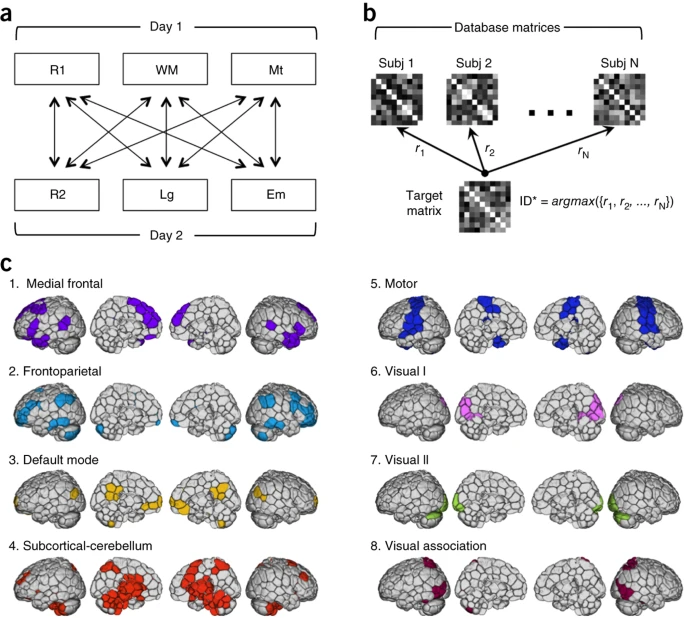 a
Day 1
R1 WM Mt
R2 Lg Em
Day 2
b
Database matrices
Subj 1 Subj 2 Subj N
. . .
r1 r2 rN
Target
matrix
ID* = argmax({r1, r2, ..., rN})
c
1. Medial frontal
2. Frontoparietal
3. Default mode
4. Subcortical-cerebellum
5. Motor
6. Visual I
7. Visual II
8. Visual association